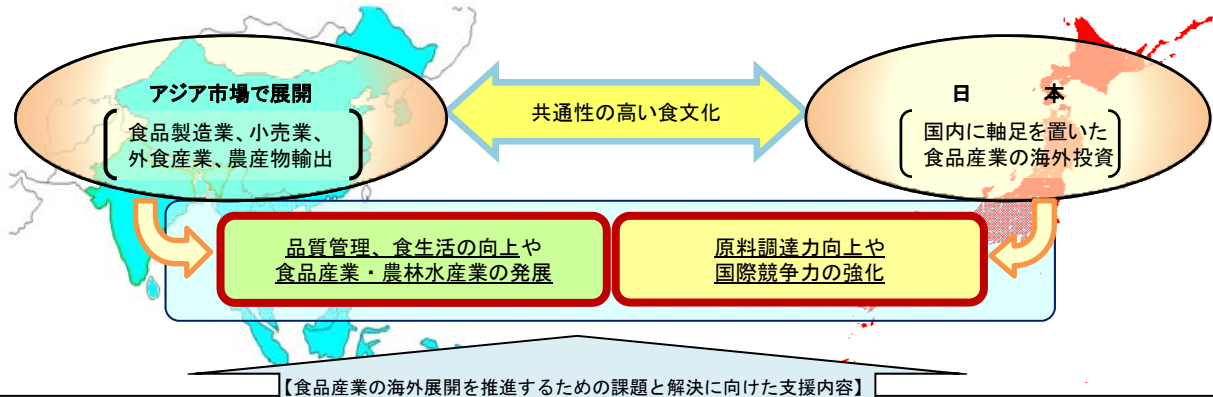 アジア市場で展開
食品製造業、小売業、
外食産業、農産物輸出
共通性の高い食文化
日 本
国内に軸足を置いた
食品産業の海外投資
品質管理、食生活の向上や
食品産業・農林水産業の発展
原料調達力向上や
国際競争力の強化
【食品産業の海外展開を推進するための課題と解決に向けた支援内容】